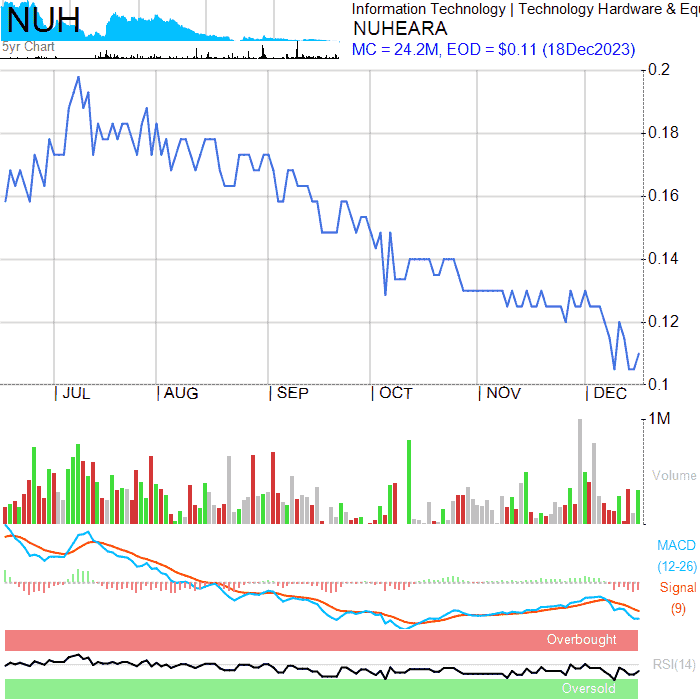 NUH
5yr Chart
Information Technology | Technology Hardware & Equ
NUHEARA
MC = 24.2M, EOD = $0.11 (18Dec2023)
0.2
0.18
0.16
0.14
0.12
0.1
JUL AUG SEP OCT NOV DEC
1M
Volume
MACD
(12-26)
Signal
(9)
Overbought
RSI(14)
Oversold